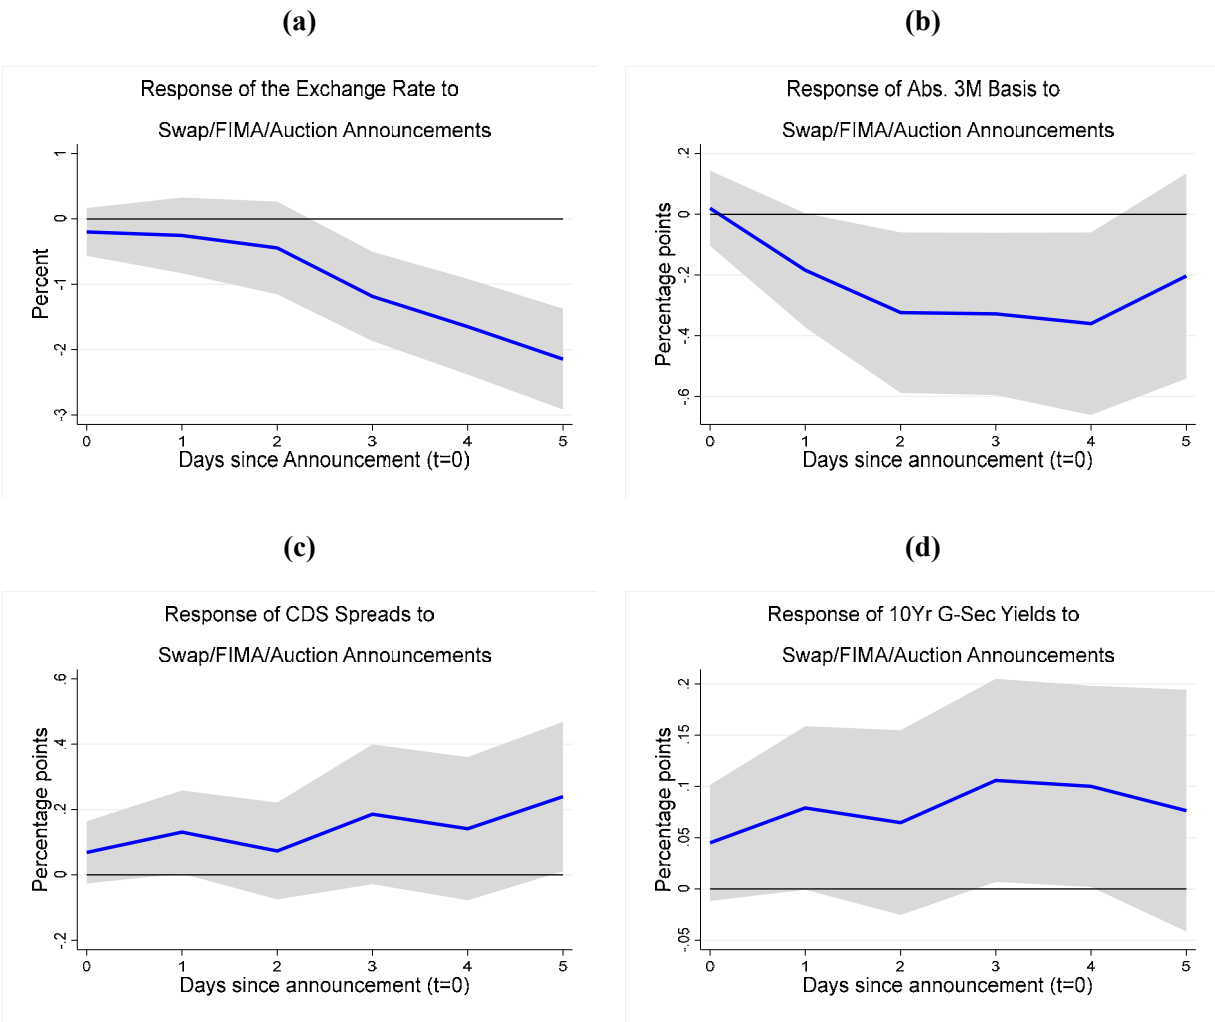 (a)
Response of the Exchange Rate to
Swap/FIMA/Auction Announcements
Percent
1
0
-1
-2
-3
0 1 2 3 4 5
Days since Announcement (t=0)
(b)
Response of Abs. 3M Basis to
Swap/FIMA/Auction Announcements
Percentage points
.2
0
-.2
-.4
-.6
0 1 2 3 4 5
Days since announcement (t=0)
(c)
Response of CDS Spreads to
Swap/FIMA/Auction Announcements
Percentage points
.6
.4
.2
0
-.2
0 1 2 3 4 5
Days since announcement (t=0)
(d)
Response of 10Yr G-Sec Yields to
Swap/FIMA/Auction Announcements
Percentage points
.2
.15
.1
.05
0
-.05
0 1 2 3 4 5
Days since announcement (t=0)